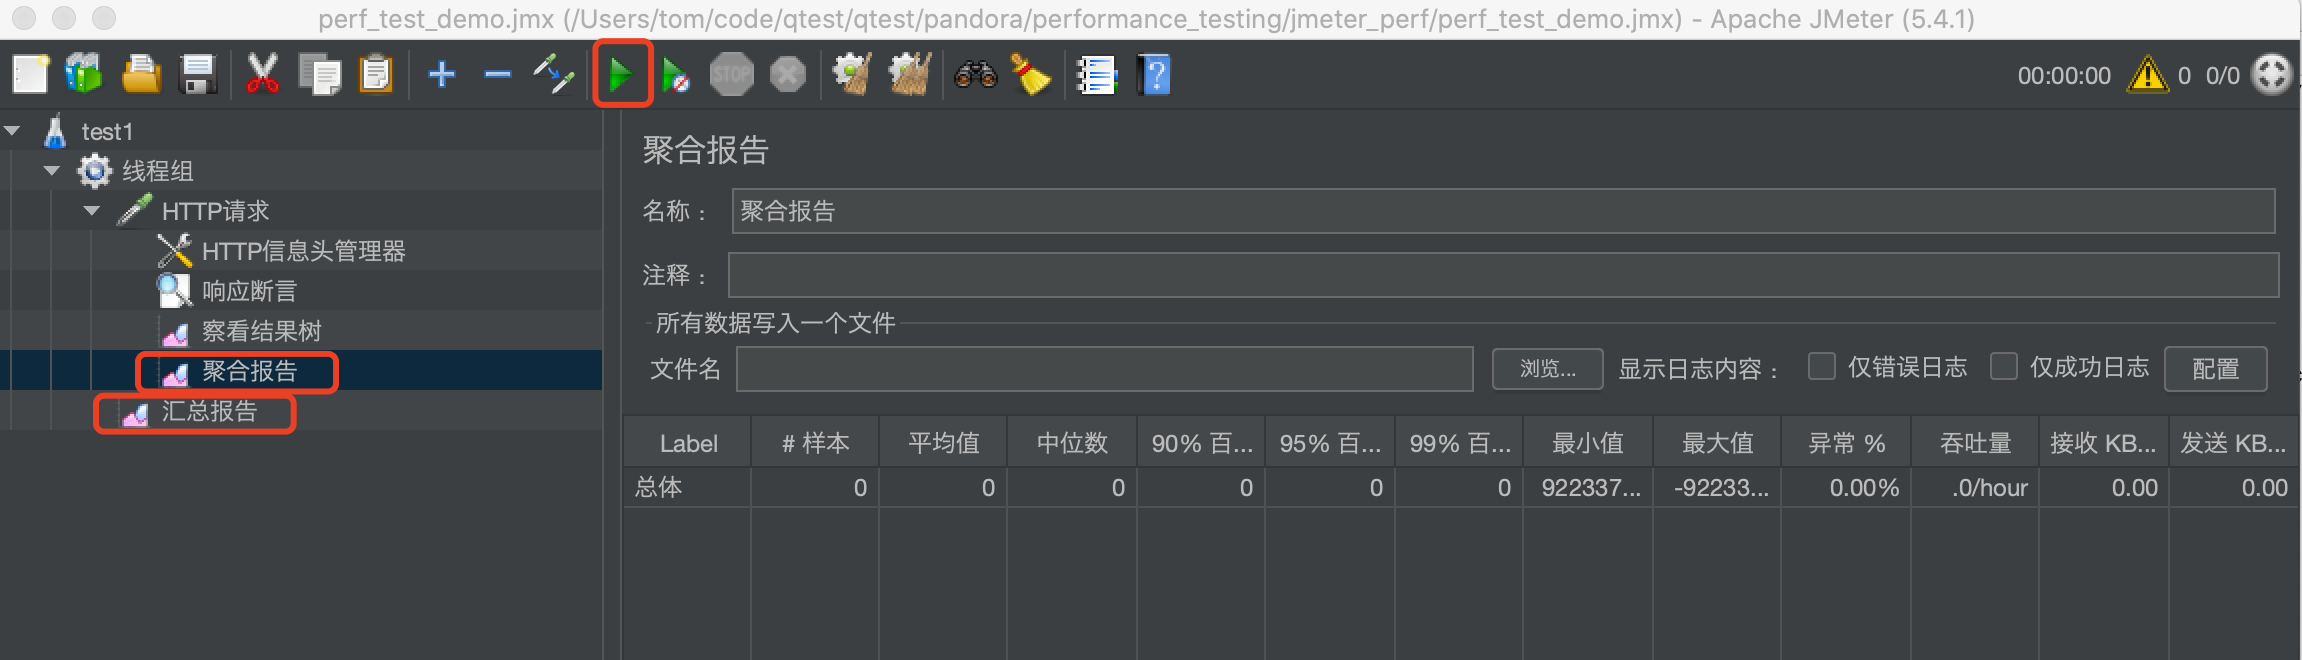 perf_test_demo.jmx (/Users/tom/code/qtest/qtest/pandora/performance_testing/jmeter_perf/perf_test_demo.jmx) - Apache JMeter (5.4.1)
STOP 00:00:00 0 0/0
test1
线程组
HTTP请求
HTTP信息头管理器
响应断言
察看结果树
聚合报告
汇总报告
聚合报告
名称： 聚合报告
注释：
所有数据写入一个文件
文件名 浏览... 显示日志内容： 仅错误日志 仅成功日志 配置
Label # 样本 平均值 中位数 90% 百... 95% 百... 99% 百... 最小值 最大值 异常 % 吞吐量 接收 KB... 发送 KB...
总体 0 0 0 0 0 0 922337... -92233... 0.00% .0/hour 0.00 0.00